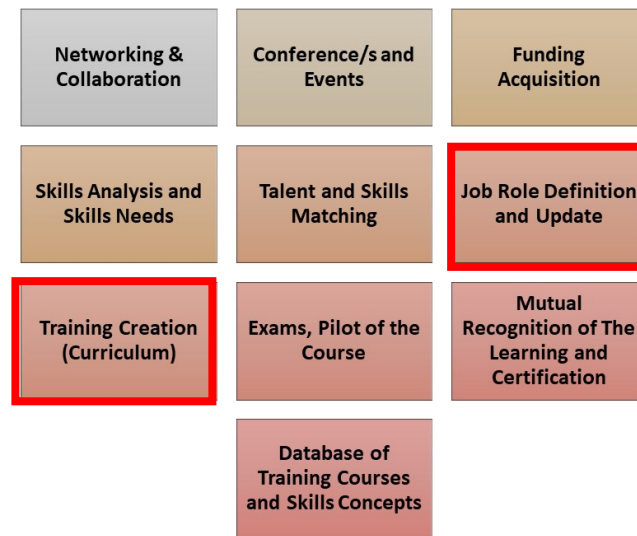 Networking &
Collaboration
Conference/s and
Events
Funding
Acquisition
Skills Analysis and
Skills Needs
Talent and Skills
Matching
Job Role Definition
and Update
Training Creation
(Curriculum)
Exams, Pilot of the
Course
Mutual
Recognition of The
Learning and
Certification
Database of
Training Courses
and Skills Concepts